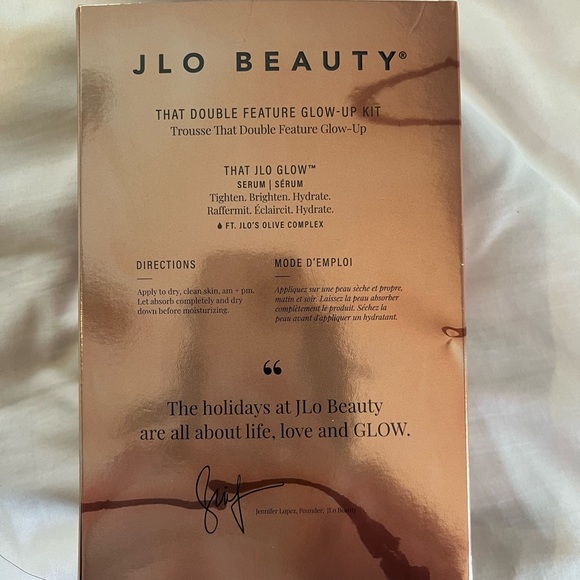 JLO BEAUTY®
THAT DOUBLE FEATURE GLOW-UP KIT
Trousse That Double Feature Glow-Up
THAT JLO GLOW™
SERUM | SÉRUM
Tighten. Brighten. Hydrate.
Raffermit. Éclaircit. Hydrate.
FT. JLO'S OLIVE COMPLEX
DIRECTIONS
Apply to dry, clean skin, am + pm.
Let absorb completely and dry
down before moisturizing.
MODE D'EMPLOI
Appliquez sur une peau sèche et propre,
matin et soir. Laissez la peau absorber
complètement le produit. Séchez la
peau avant d'appliquer un hydratant.
“
The holidays at JLo Beauty
are all about life, love and GLOW.
Jennifer Lopez, Founder, JLo Beauty